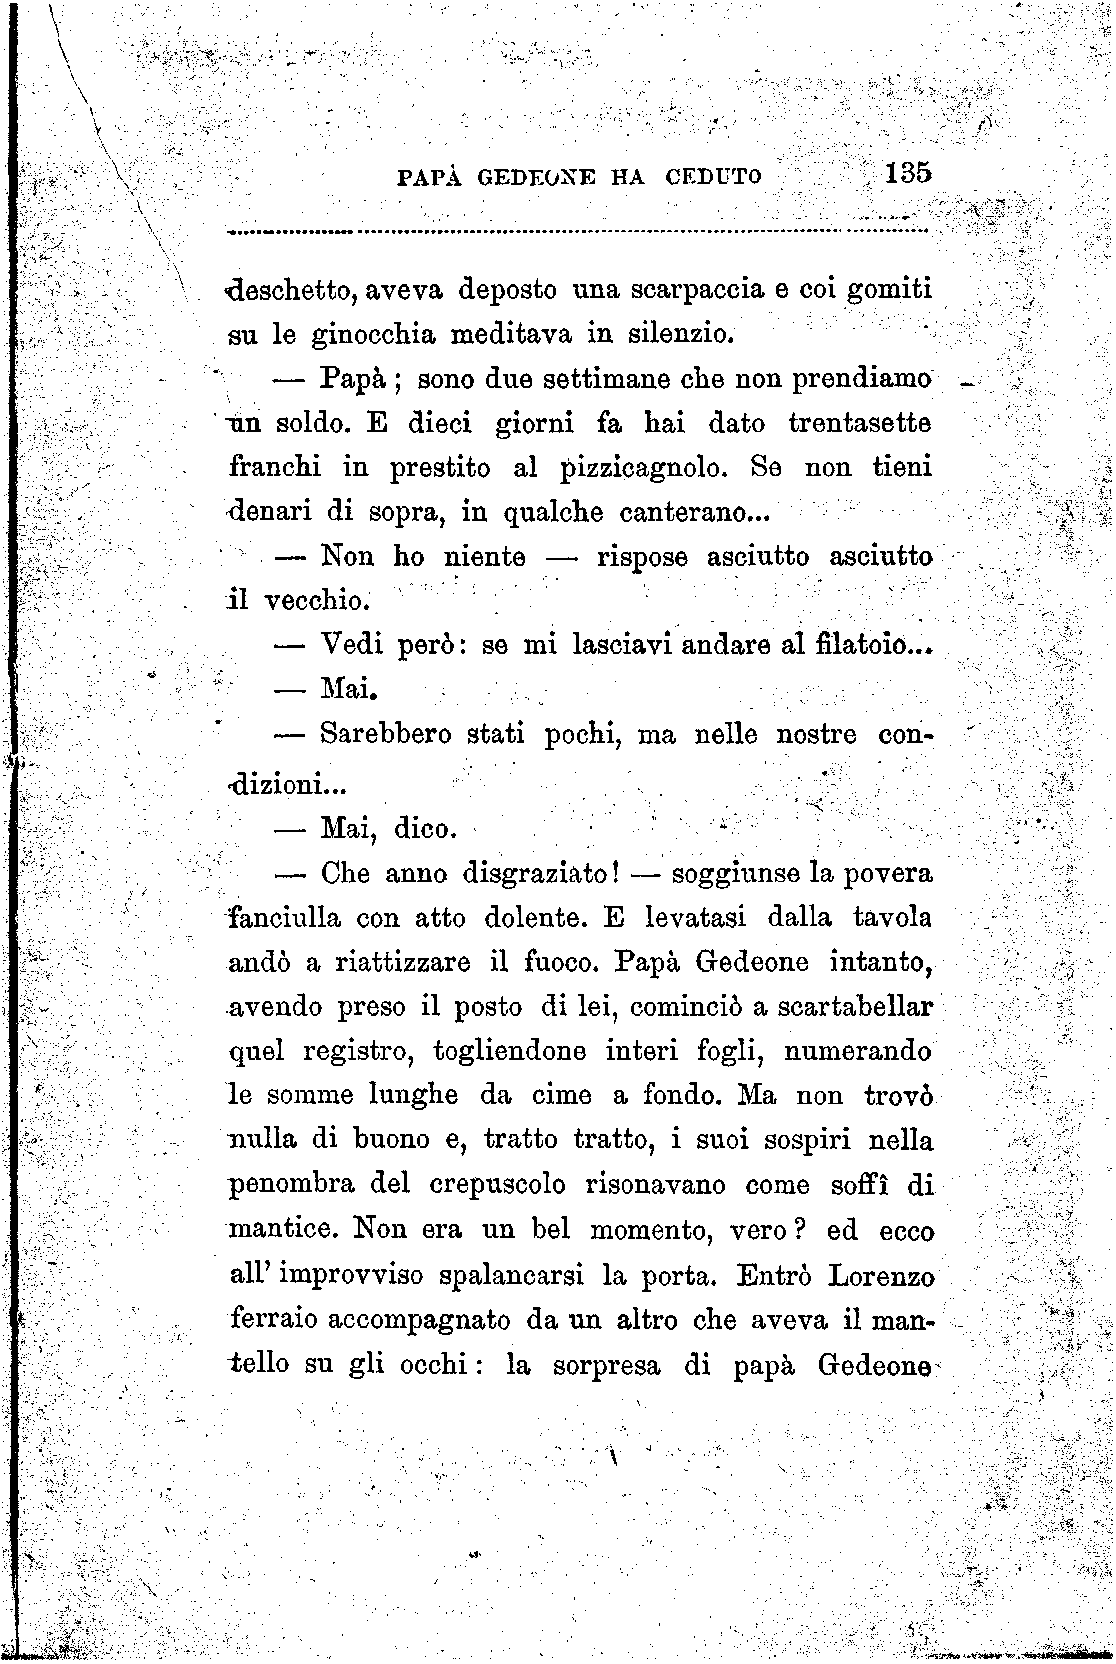 PAPÀ GEDEONE HA CEDUTO 135
deschetto, aveva deposto una scarpaccia e coi gomiti
su le ginocchia meditava in silenzio.
— Papà ; sono due settimane che non prendiamo
un soldo. E dieci giorni fa hai dato trentasette
franchi in prestito al pizzicagnolo. Se non tieni
denari di sopra, in qualche canterano...
— Non ho niente — rispose asciutto asciutto
il vecchio.
— Vedi però: se mi lasciavi andare al filatoio...
— Mai.
— Sarebbero stati pochi, ma nelle nostre con-
dizioni...
— Mai, dico.
— Che anno disgraziato! — soggiunse la povera
fanciulla con atto dolente. E levatasi dalla tavola
andò a riattizzare il fuoco. Papà Gedeone intanto,
avendo preso il posto di lei, cominciò a scartabellar
quel registro, togliendone interi fogli, numerando
le somme lunghe da cime a fondo. Ma non trovò
nulla di buono e, tratto tratto, i suoi sospiri nella
penombra del crepuscolo risonavano come soffî di
mantice. Non era un bel momento, vero ? ed ecco
all' improvviso spalancarsi la porta. Entrò Lorenzo
ferraio accompagnato da un altro che aveva il man-
tello su gli occhi : la sorpresa di papà Gedeone